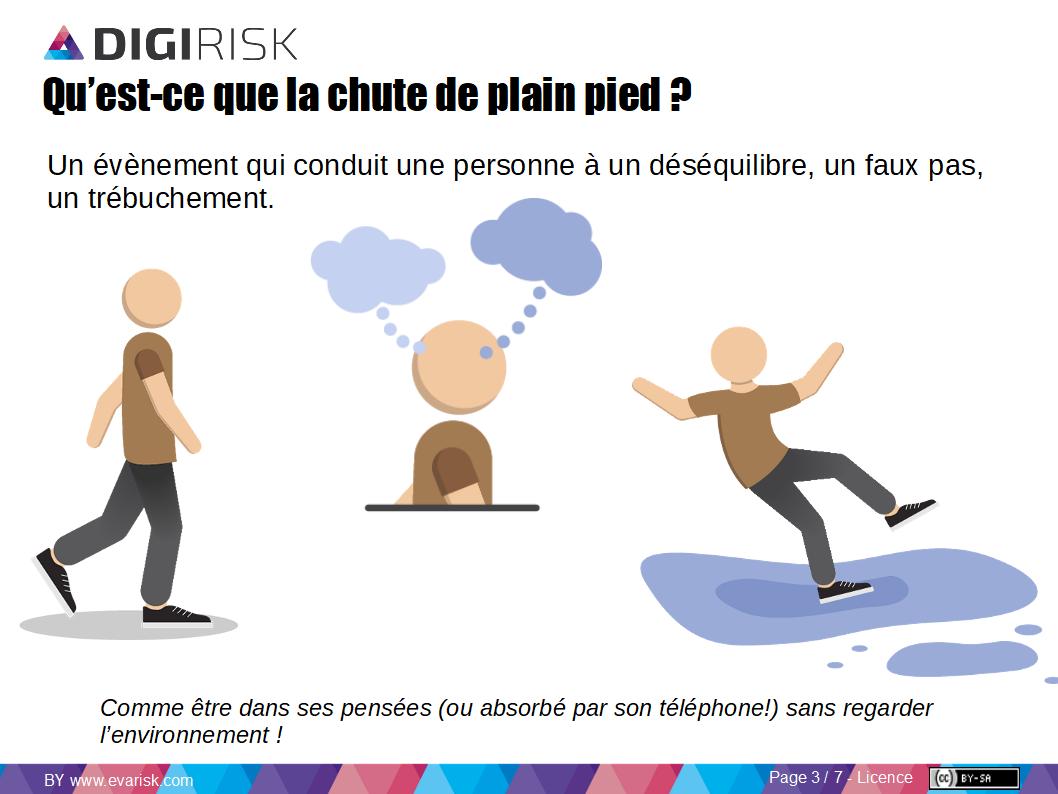 DIGIRISK
Qu’est-ce que la chute de plain pied ?
Un évènement qui conduit une personne à un déséquilibre, un faux pas,
un trébuchement.
Comme être dans ses pensées (ou absorbé par son téléphone!) sans regarder
l’environnement !
BY www.evarisk.com
Page 3 / 7 - Licence
cc BY-SA